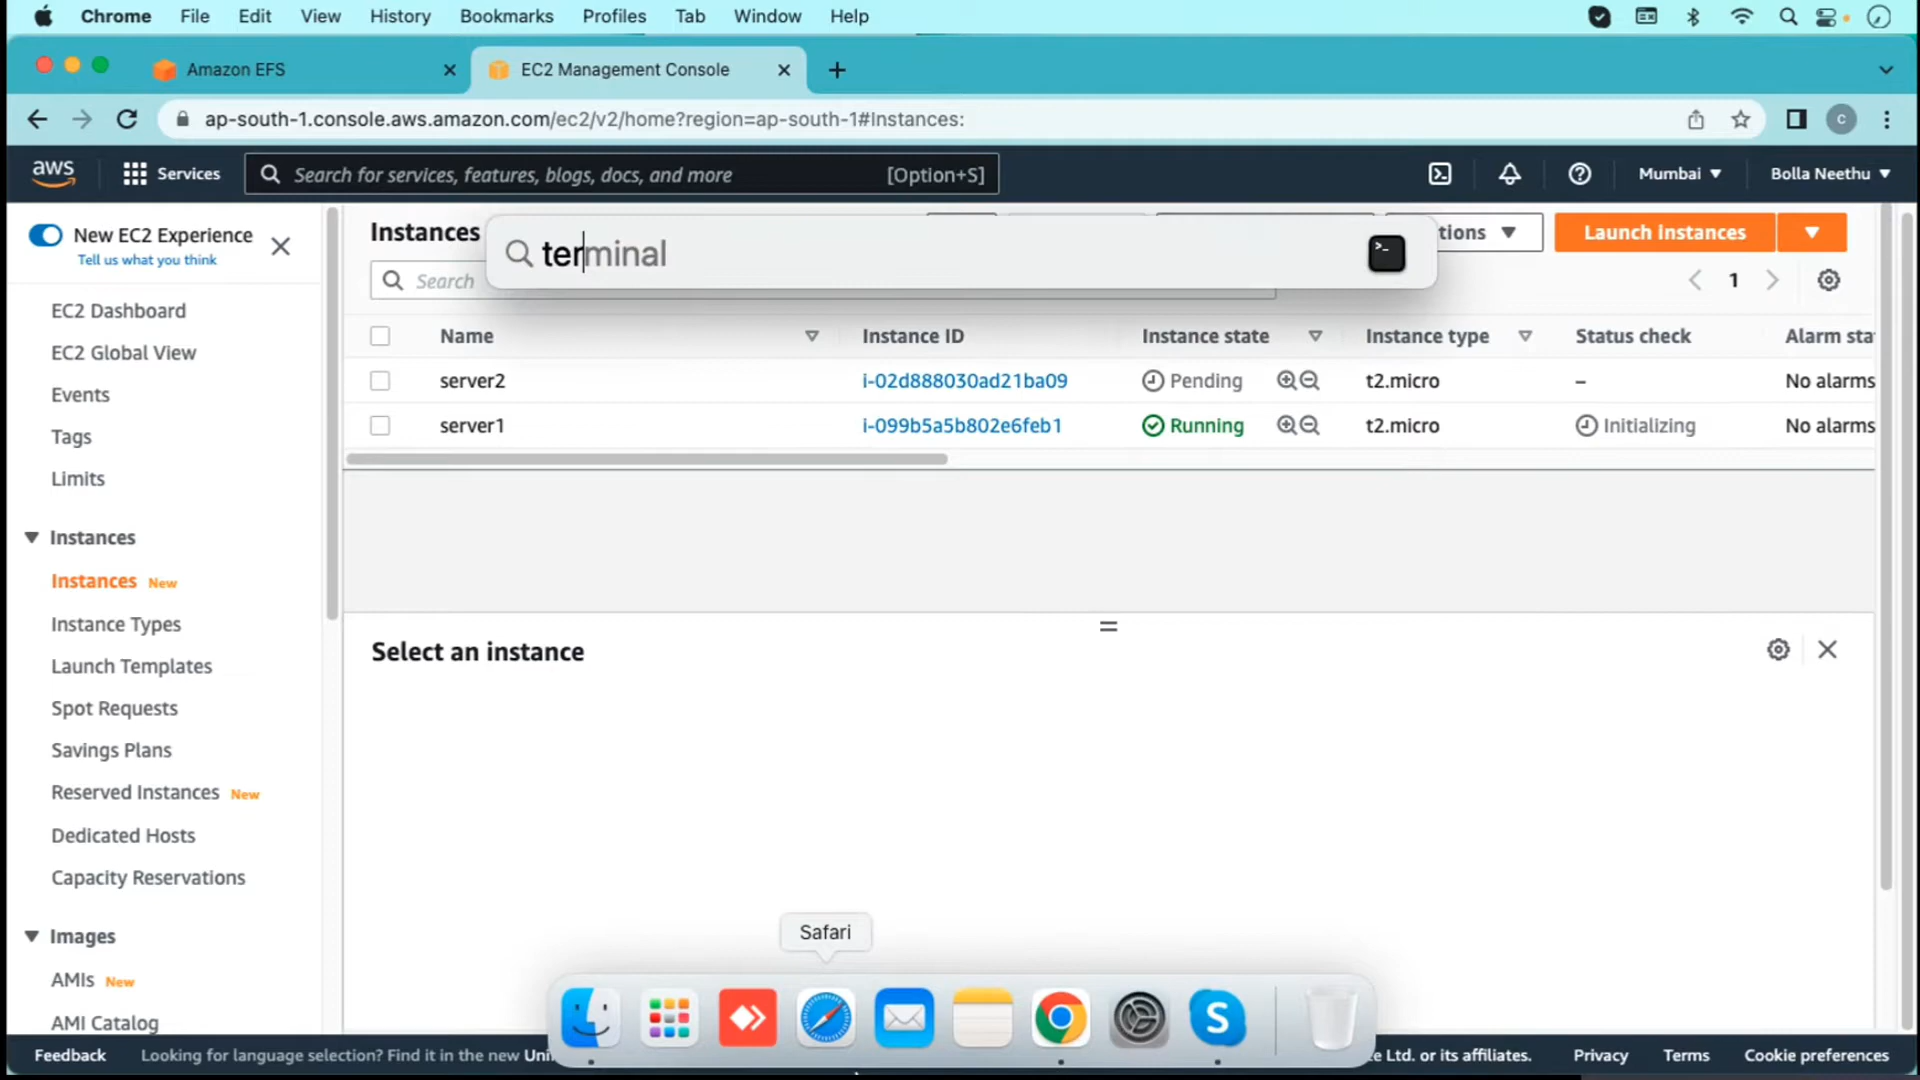 Chrome File Edit View History Bookmarks Profiles Tab Window Help
Amazon EFS
EC2 Management Console
ap-south-1.console.aws.amazon.com/ec2/v2/home?region=ap-south-1#Instances:
C
aws
Services
Search for services, features, blogs, docs, and more [Option+S]
Mumbai
Bolla Neethu
New EC2 Experience
Tell us what you think
EC2 Dashboard
EC2 Global View
Events
Tags
Limits
Instances
Instances New
Instance Types
Launch Templates
Spot Requests
Savings Plans
Reserved Instances New
Dedicated Hosts
Capacity Reservations
Images
AMIs New
AMI Catalog
Instances
terminal
tions
Launch instances
Search
1
Name Instance ID Instance state Instance type Status check Alarm sta
server2 i-02d888030ad21ba09 Pending t2.micro – No alarms
server1 i-099b5a5b802e6feb1 Running t2.micro Initializing No alarms
Select an instance
Safari
S
Feedback Looking for language selection? Find it in the new Uni e Ltd. or its affiliates. Privacy Terms Cookie preferences